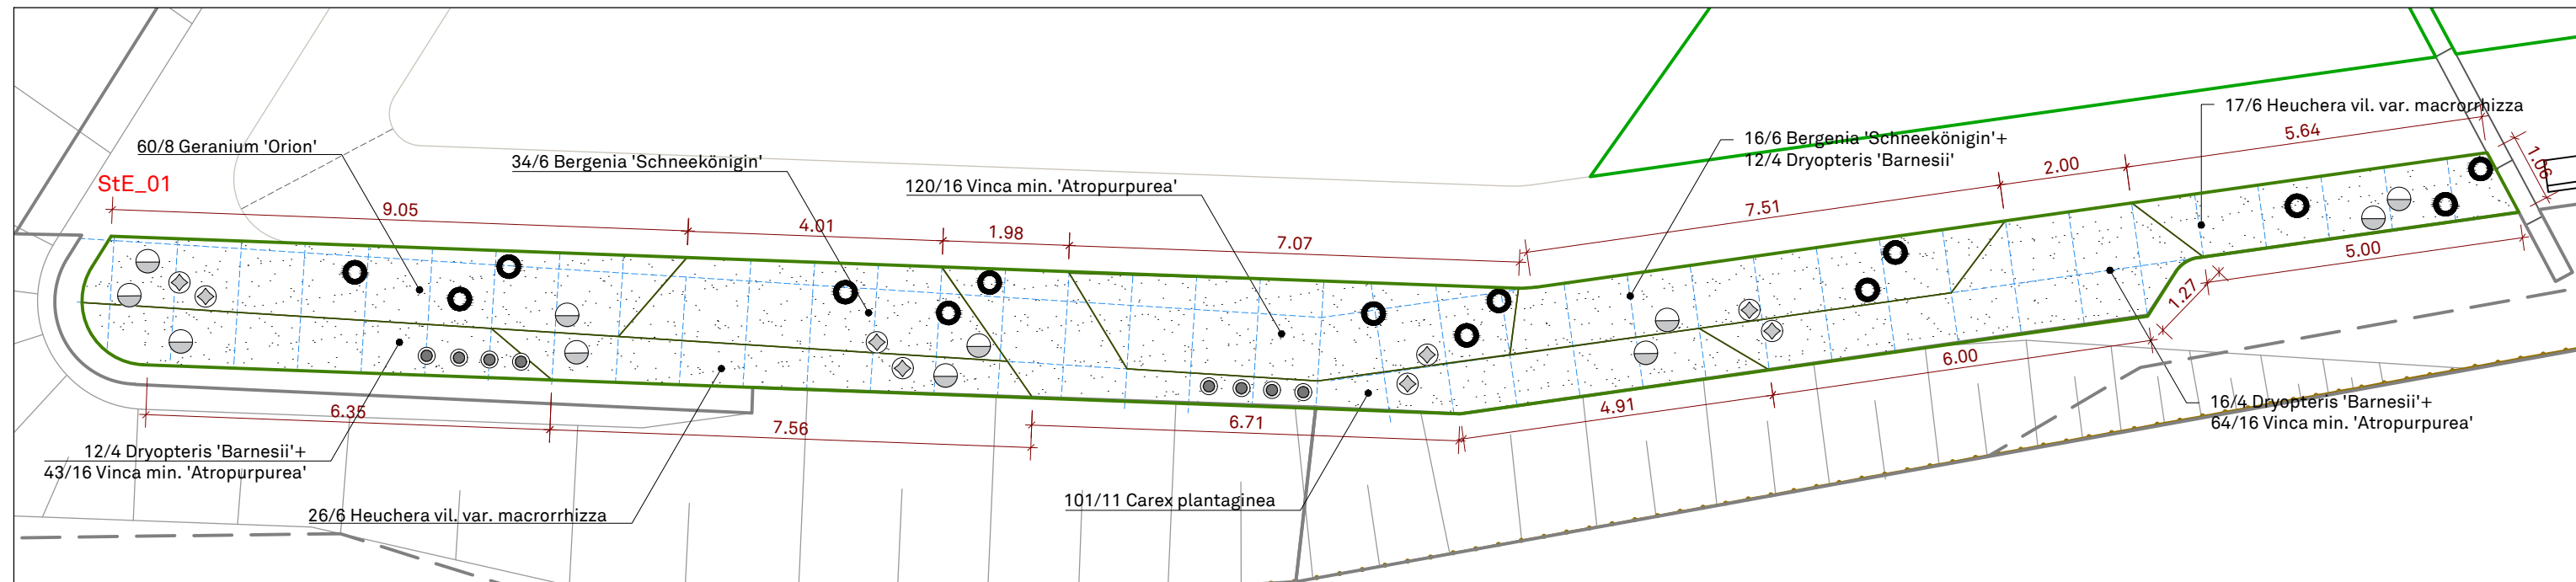 60/8 Geranium 'Orion'
StE_01
34/6 Bergenia 'Schneekönigin'
120/16 Vinca min. 'Atropurpurea'
16/6 Bergenia 'Schneekönigin'+
12/4 Dryopteris 'Barnesii'
17/6 Heuchera vil. var. macrorrhizza
9.05
4.01
1.98
7.07
7.51
2.00
5.64
1.06
5.00
1.27
6.00
4.91
6.71
7.56
6.35
12/4 Dryopteris 'Barnesii'+
43/16 Vinca min. 'Atropurpurea'
26/6 Heuchera vil. var. macrorrhizza
101/11 Carex plantaginea
16/4 Dryopteris 'Barnesii'+
64/16 Vinca min. 'Atropurpurea'